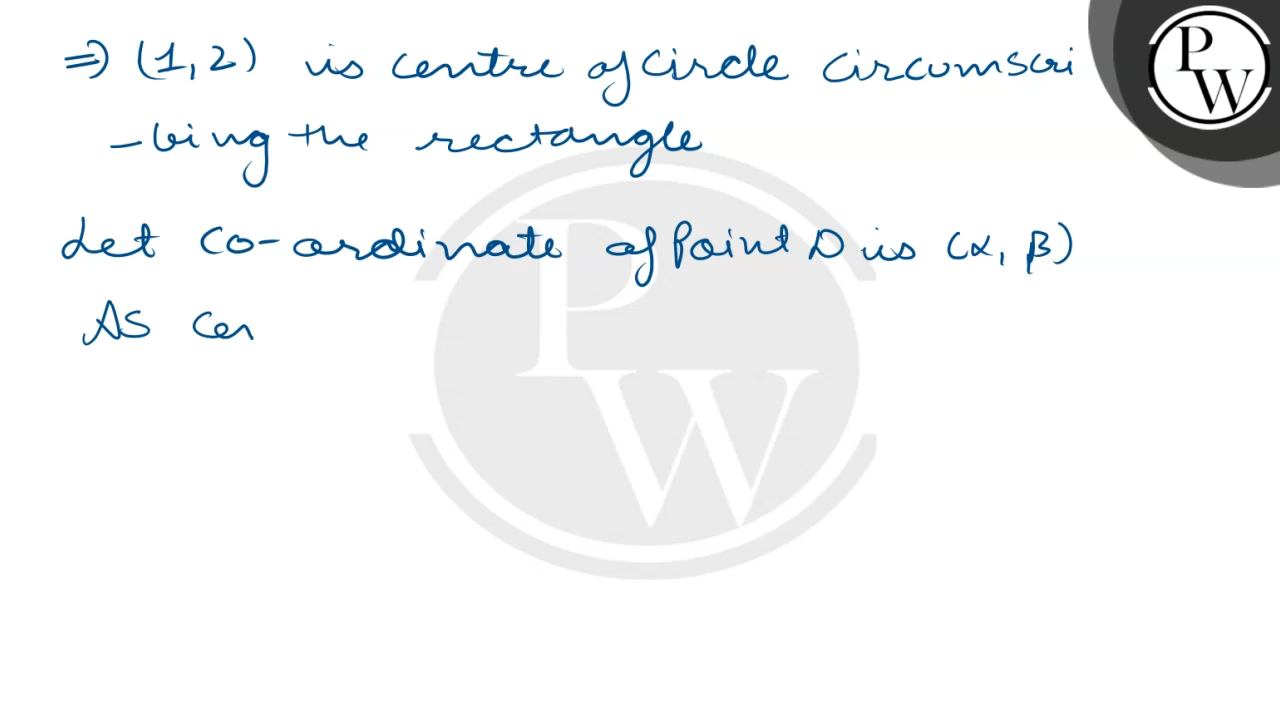 ⇒ (1,2) is centre of circle circumscri
P
W
-bing the rectangle
Let co-ordinate of Point D is (α, β)
As cen
P
W